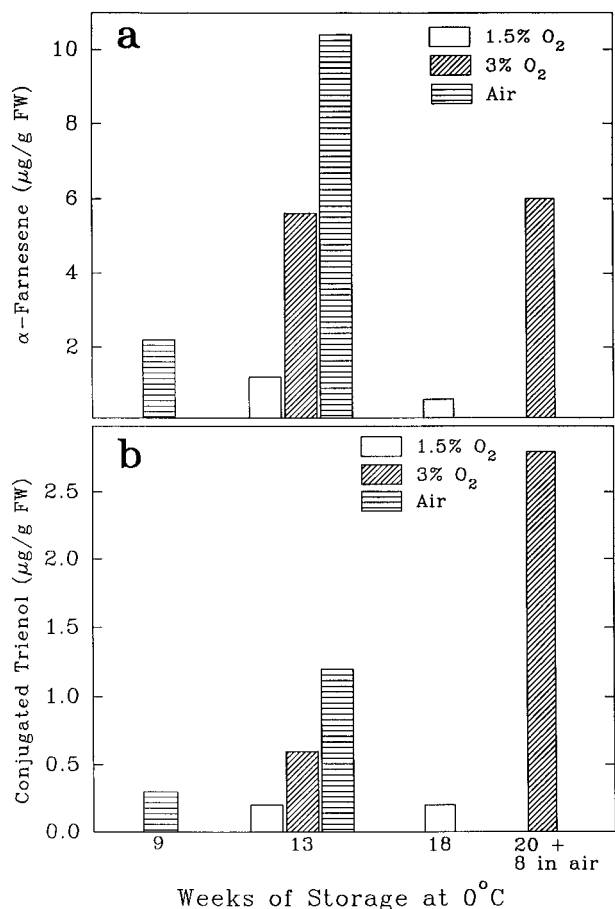 a
1.5% O₂
3% O₂
Air
10
8
6
4
2
α-Farnesene (μg/g FW)
b
1.5% O₂
3% O₂
Air
2.5
2.0
1.5
1.0
0.5
0.0
Conjugated Trienol (μg/g FW)
9
13
18
20 +
8 in air
Weeks of Storage at 0°C